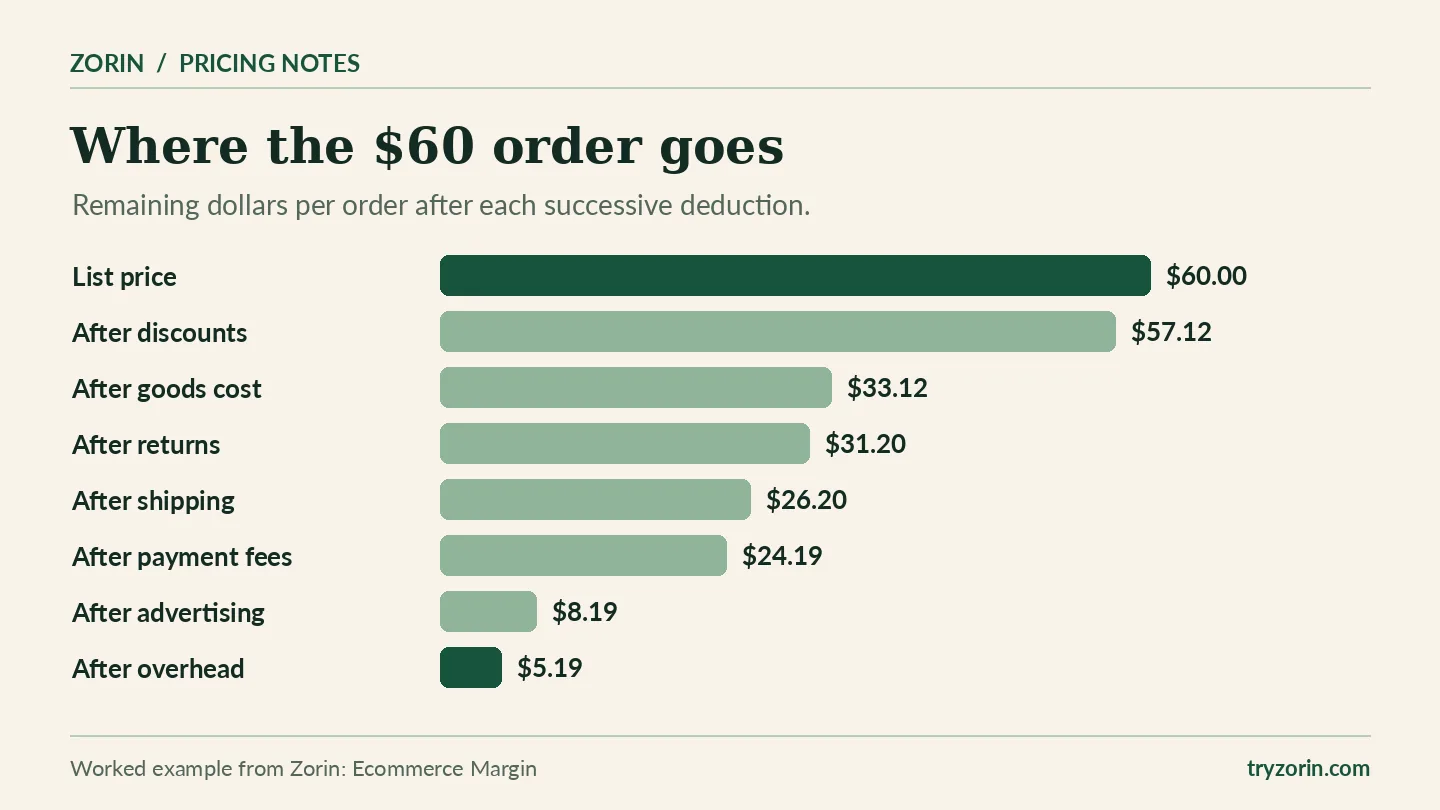 ZORIN / PRICING NOTES
Where the $60 order goes
Remaining dollars per order after each successive deduction.
List price $60.00
After discounts $57.12
After goods cost $33.12
After returns $31.20
After shipping $26.20
After payment fees $24.19
After advertising $8.19
After overhead $5.19
Worked example from Zorin: Ecommerce Margin tryzorin.com